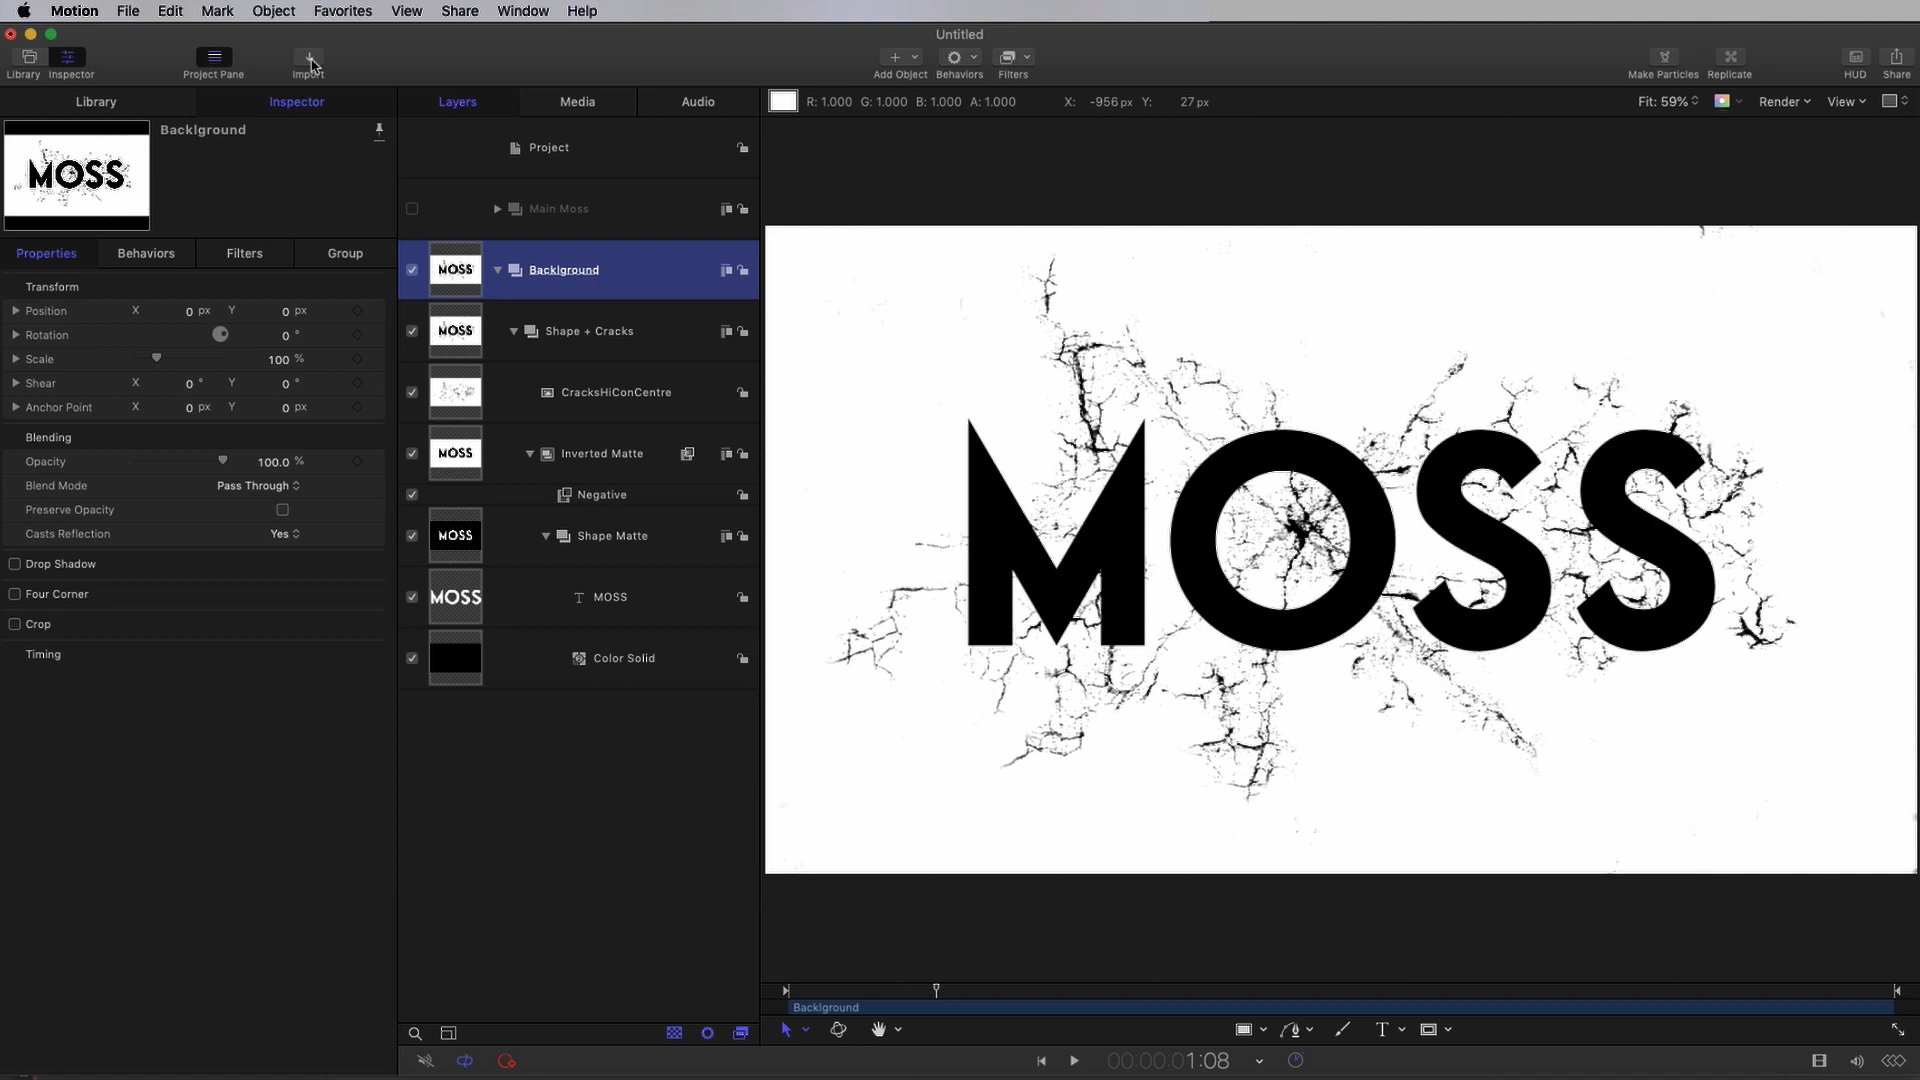 Motion File Edit Mark Object Favorites View Share Window Help
Untitled
Library Inspector Project Pane Import Add Object Behaviors Filters Make Particles Replicate HUD Share
Library Inspector Layers Media Audio R: 1.000 G: 1.000 B: 1.000 A: 1.000 X: -956 px Y: 27 px Fit: 59% Render View
Backlground
MOSS
Project
Main Moss
Properties Behaviors Filters Group
MOSS Backlground
Transform
Position X 0 px Y 0 px
Rotation 0 °
Scale 100 %
Shear X 0 ° Y 0 °
Anchor Point X 0 px Y 0 px
Blending
Opacity 100.0 %
Blend Mode Pass Through
Preserve Opacity
Casts Reflection Yes
Drop Shadow
Four Corner
Crop
Timing
MOSS Shape + Cracks
CracksHiConCentre
MOSS Inverted Matte
Negative
MOSS Shape Matte
MOSS MOSS
Color Solid
MOSS
Backlground
00:00:01:08